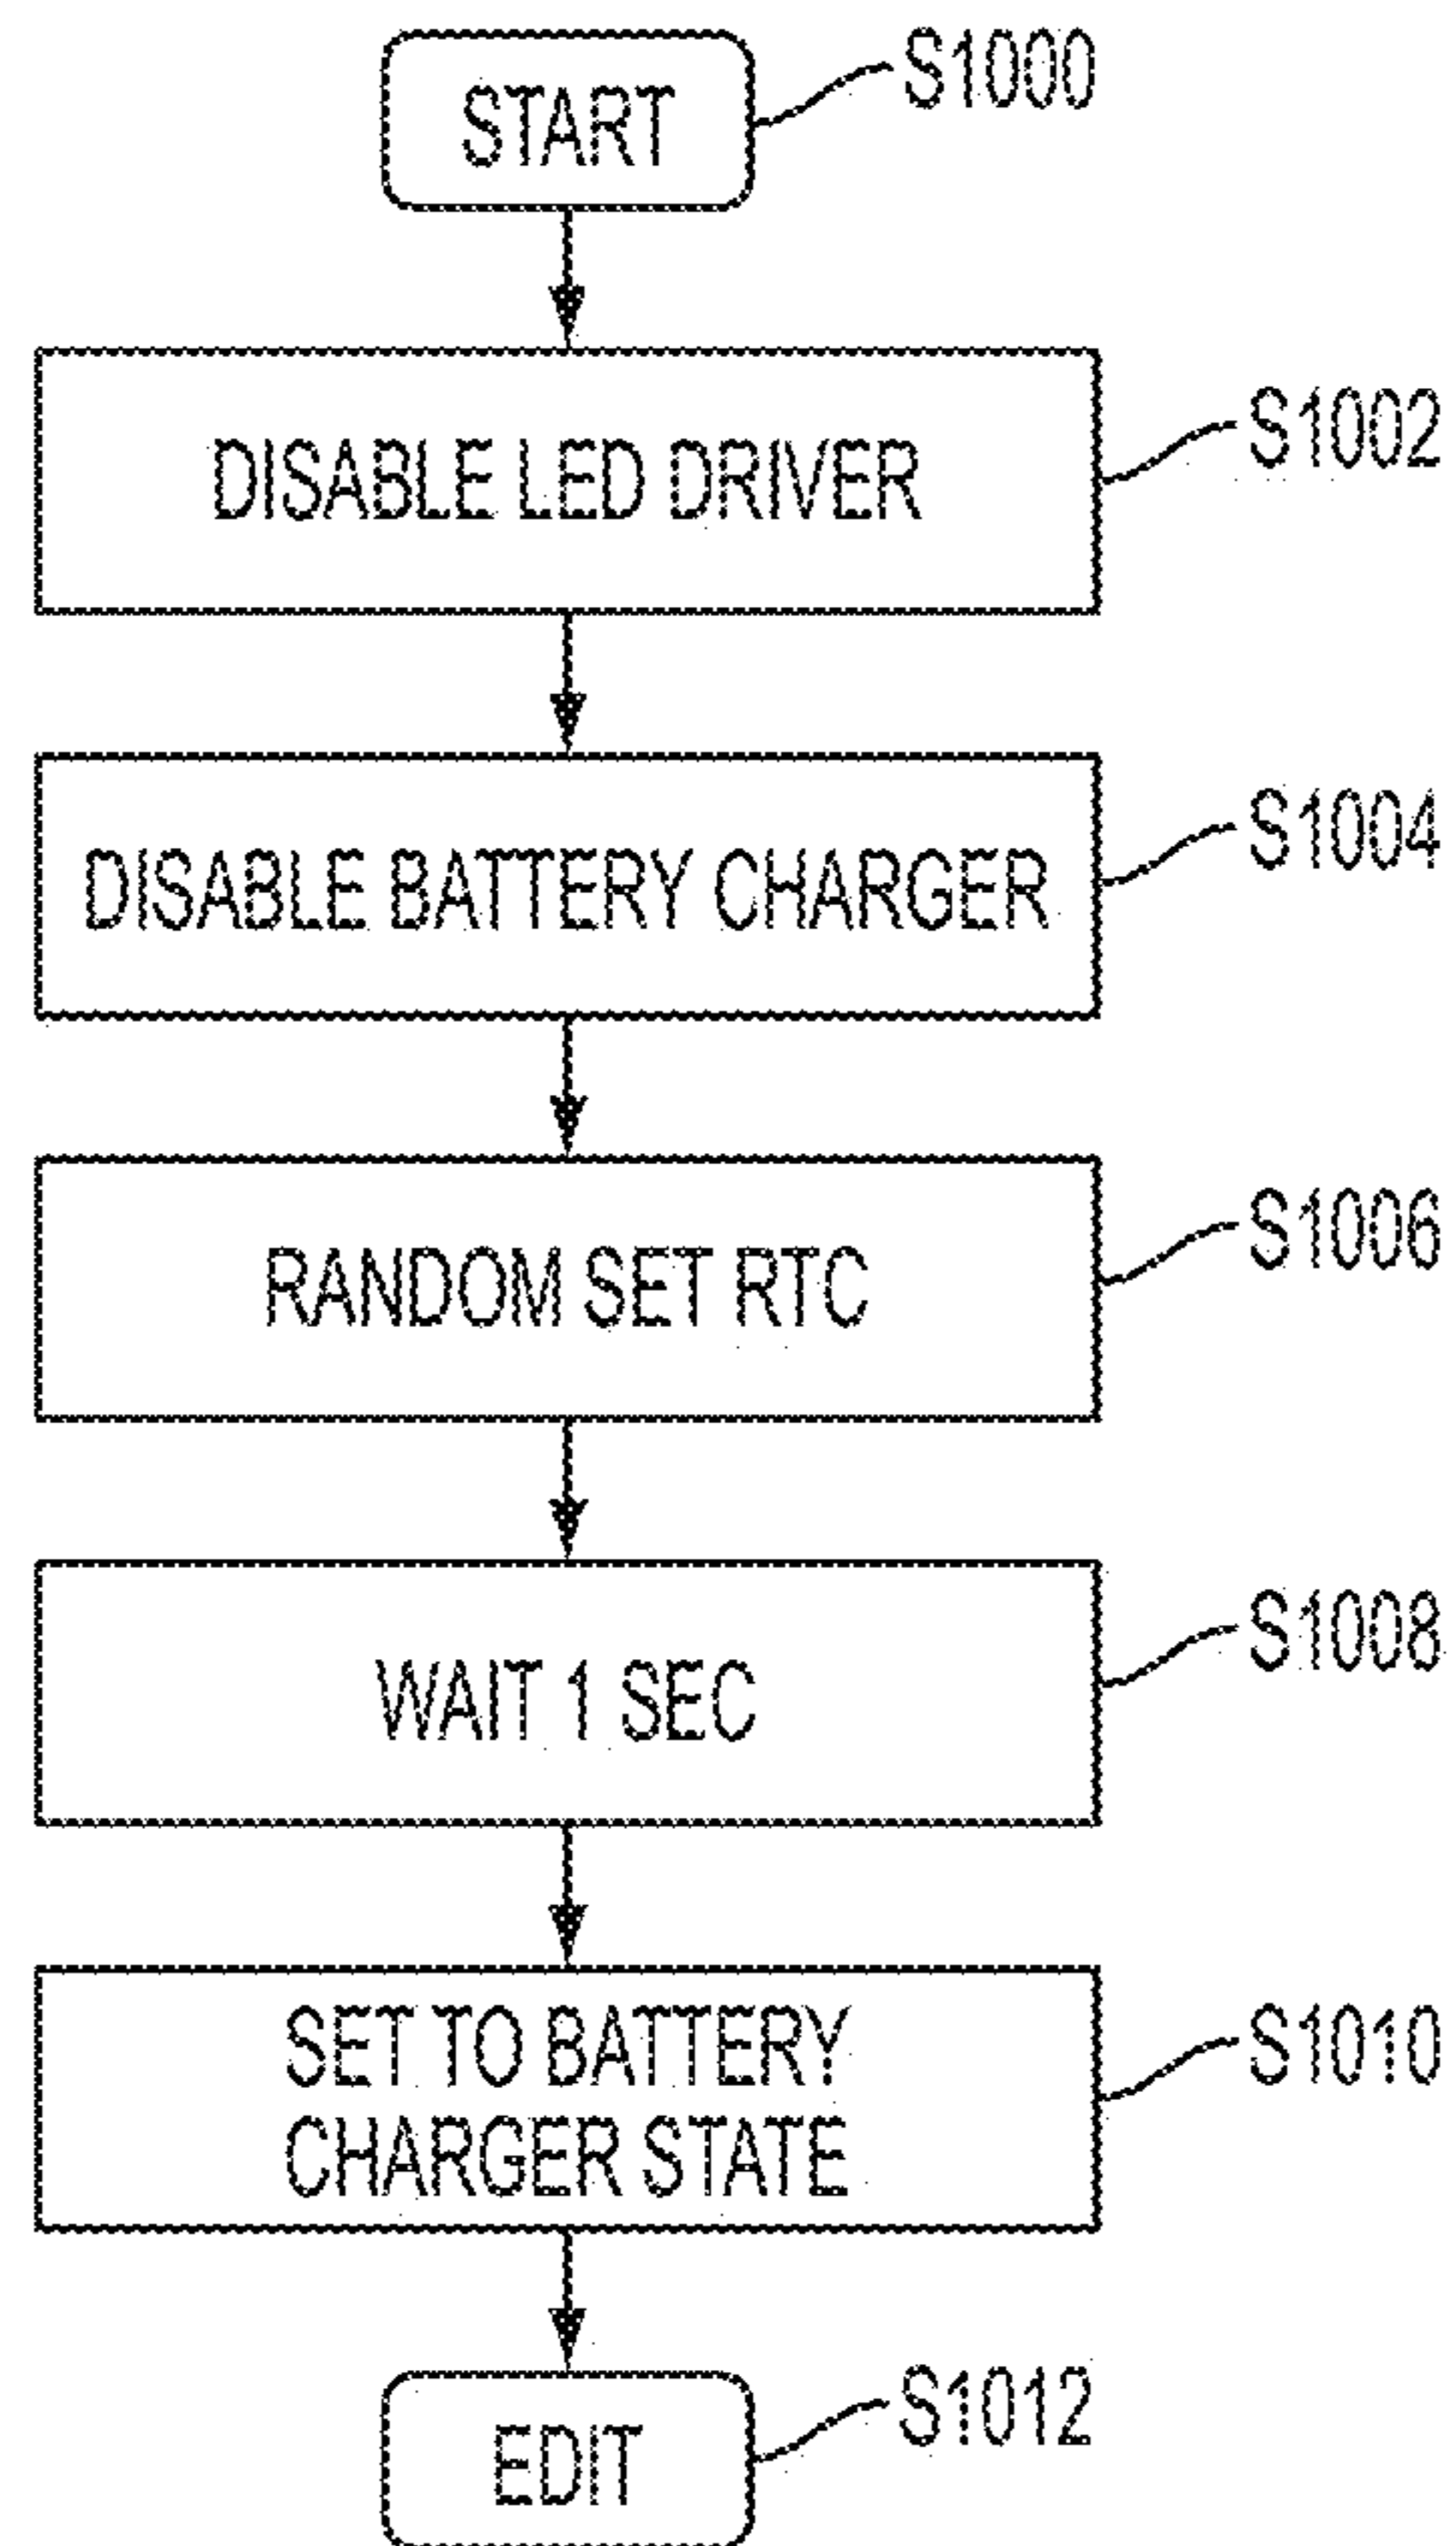 START
S1000
DISABLE LED DRIVER
S1002
DISABLE BATTERY CHARGER
S1004
RANDOM SET RTC
S1006
WAIT 1 SEC
S1008
SET TO BATTERY
CHARGER STATE
S1010
EDIT
S1012